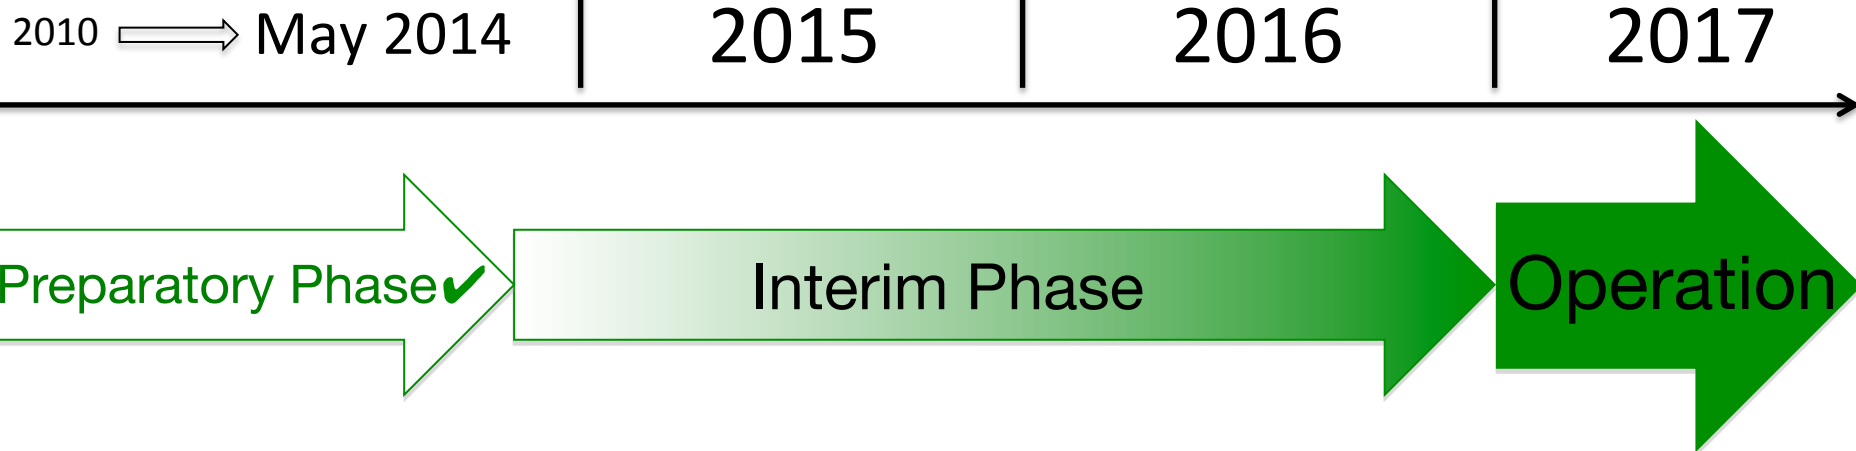 2010 May 2014 2015 2016 2017
Preparatory Phase✔ Interim Phase Operation